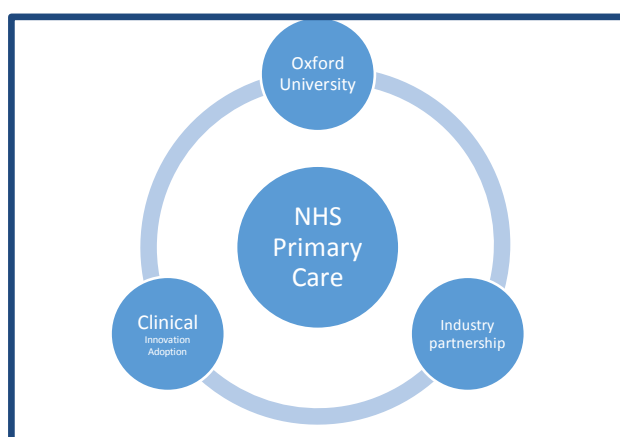 Oxford
University
NHS
Primary
Care
Clinical
Innovation
Adoption
Industry
partnership